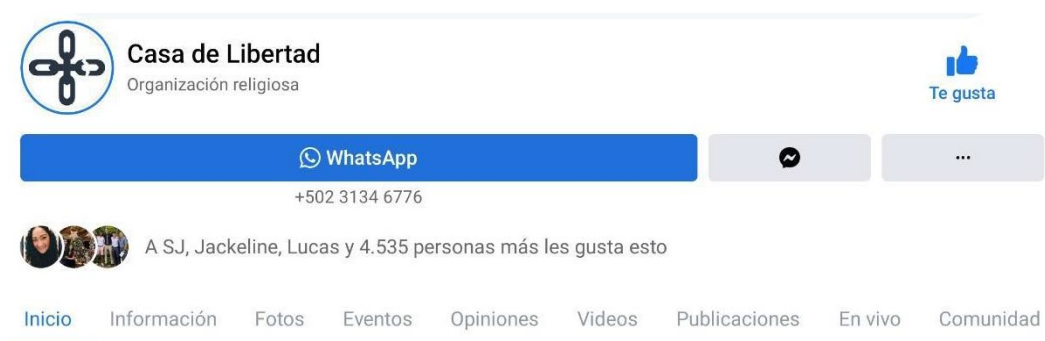 Casa de Libertad
Organización religiosa
Te gusta
WhatsApp
+502 3134 6776
A SJ, Jackeline, Lucas y 4.535 personas más les gusta esto
Inicio Información Fotos Eventos Opiniones Videos Publicaciones En vivo Comunidad